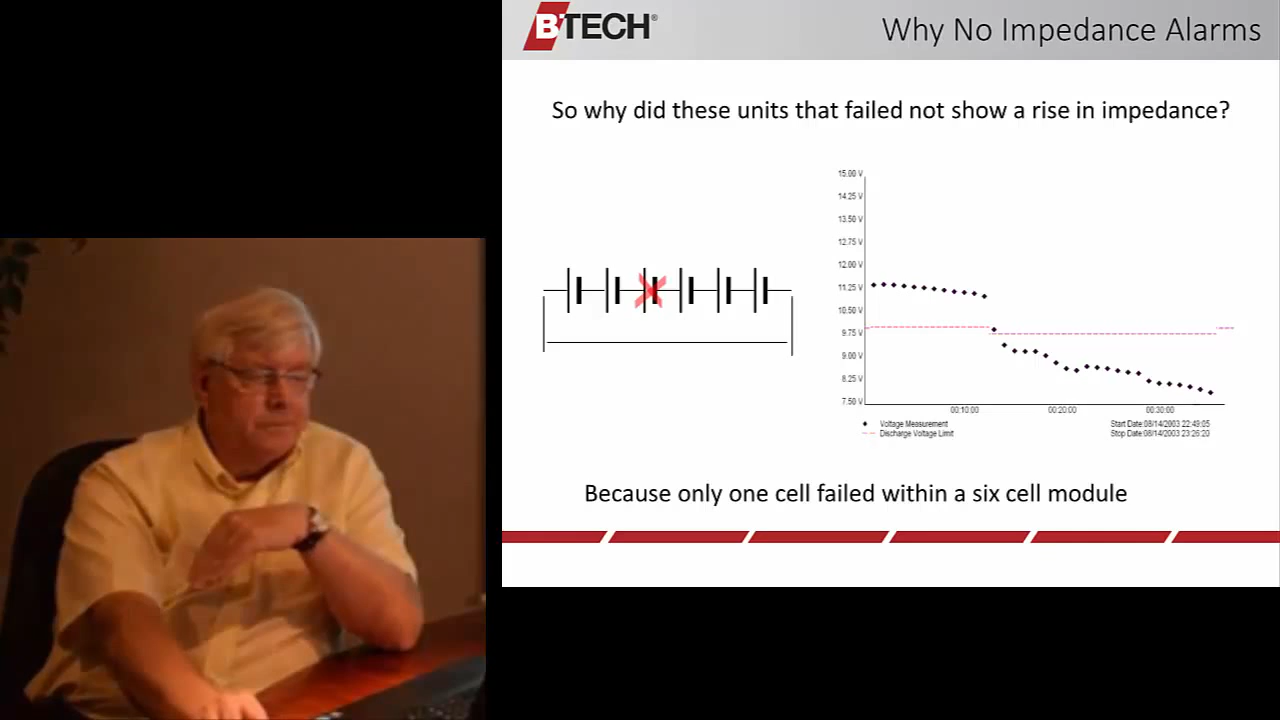 BTECH®
Why No Impedance Alarms
So why did these units that failed not show a rise in impedance?
15.00 V
14.25 V
13.50 V
12.75 V
12.00 V
11.25 V
10.50 V
9.75 V
9.00 V
8.25 V
7.50 V
00:10:00 00:20:00 00:30:00
Voltage Measurement Start Date:08/14/2003 22:49:05
Discharge Voltage Limit Stop Date:08/14/2003 23:26:20
Because only one cell failed within a six cell module